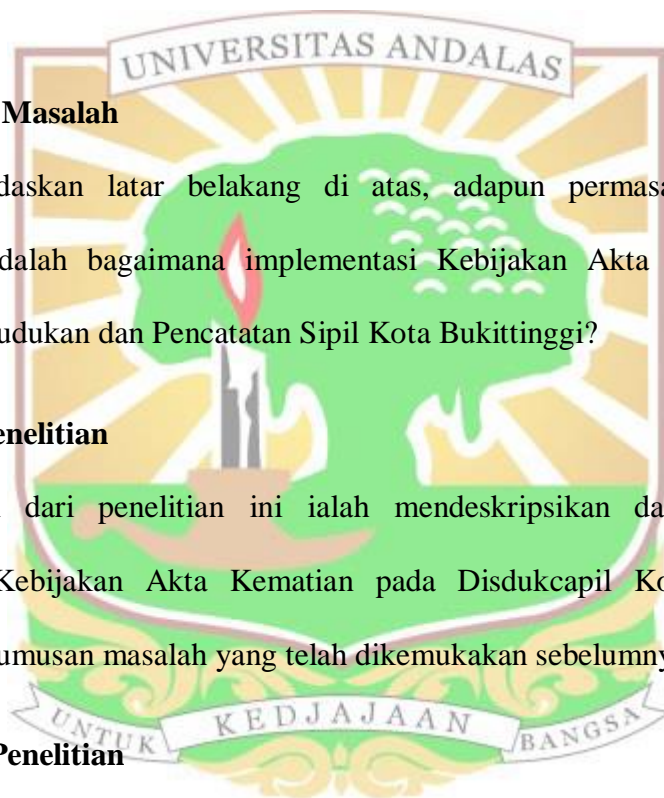 UNIVERSITAS ANDALAS
Masalah
daskan latar belakang di atas, adapun permasa
dalah bagaimana implementasi Kebijakan Akta
udukan dan Pencatatan Sipil Kota Bukittinggi?
enelitian
dari penelitian ini ialah mendeskripsikan da
Kebijakan Akta Kematian pada Disdukcapil Ko
umusan masalah yang telah dikemukakan sebelumny
UNTUK KEDJAJAAN BANGSA
Penelitian